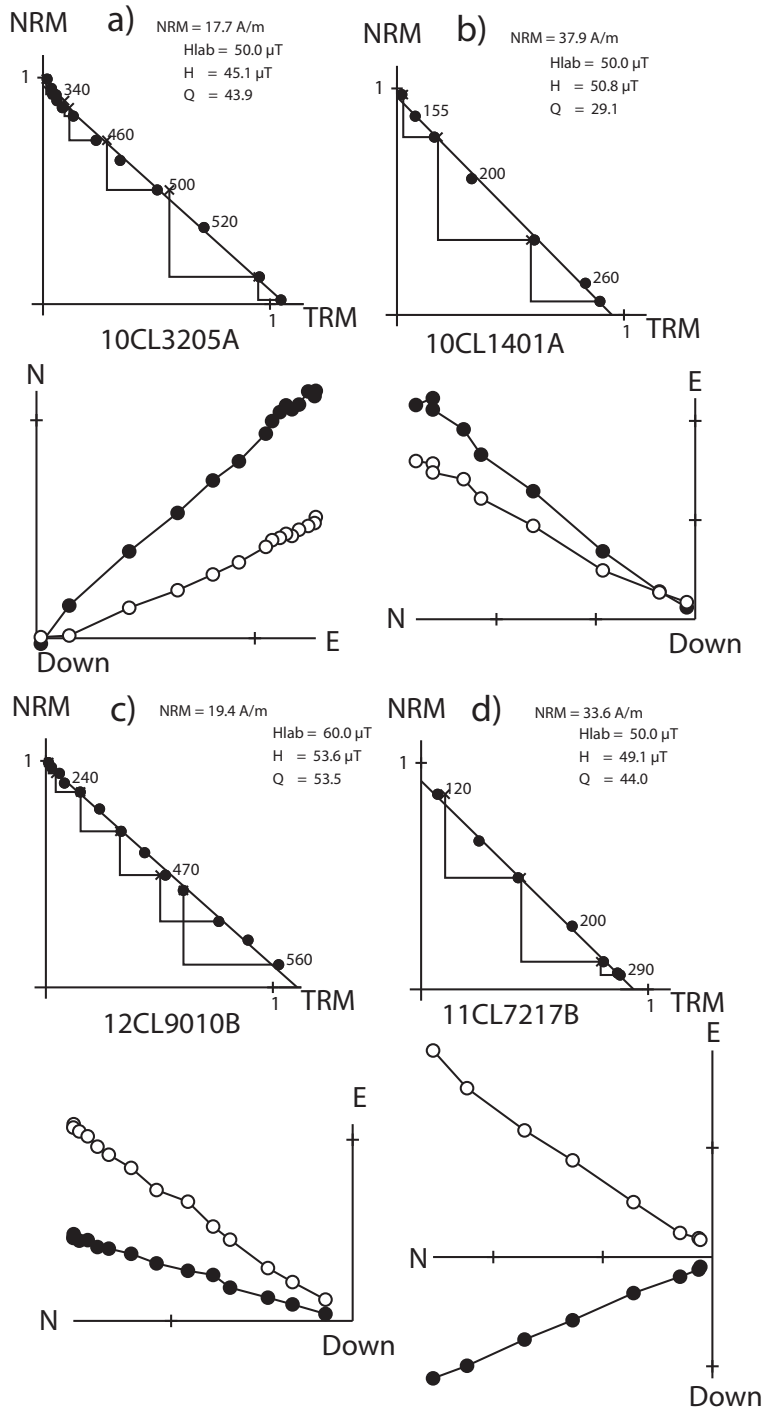 NRM
a)
NRM = 17.7 A/m
Hlab = 50.0 µT
H = 45.1 µT
Q = 43.9
1
340
460
500
520
1
TRM
10CL3205A
b)
NRM
NRM = 37.9 A/m
Hlab = 50.0 µT
H = 50.8 µT
Q = 29.1
1
155
200
260
1
TRM
10CL1401A
N
Down
E
E
N
Down
NRM
c)
NRM = 19.4 A/m
Hlab = 60.0 µT
H = 53.6 µT
Q = 53.5
1
240
470
560
1
TRM
12CL9010B
NRM
d)
NRM = 33.6 A/m
Hlab = 50.0 µT
H = 49.1 µT
Q = 44.0
1
120
200
290
1
TRM
11CL7217B
E
N
Down
E
N
Down